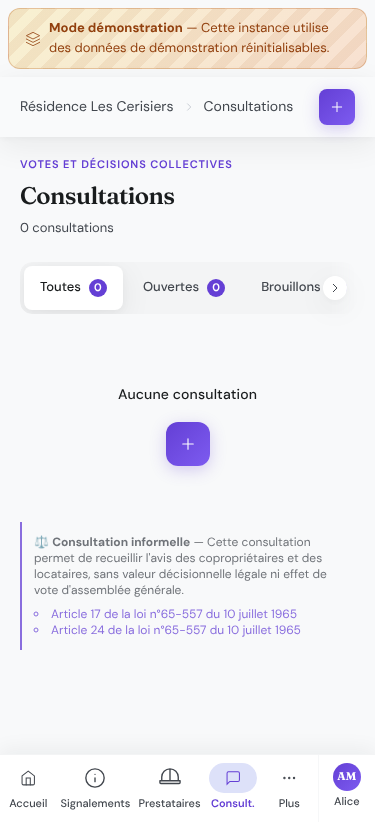 Mode démonstration — Cette instance utilise
des données de démonstration réinitialisables.
Résidence Les Cerisiers
Consultations
VOTES ET DÉCISIONS COLLECTIVES
Consultations
0 consultations
Toutes 0
Ouvertes 0
Brouillons
Aucune consultation
⚖️ Consultation informelle — Cette consultation
permet de recueillir l'avis des copropriétaires et des
locataires, sans valeur décisionnelle légale ni effet de
vote d'assemblée générale.
Article 17 de la loi n°65-557 du 10 juillet 1965
Article 24 de la loi n°65-557 du 10 juillet 1965
Accueil
Signalements
Prestataires
Consult.
Plus
AM
Alice